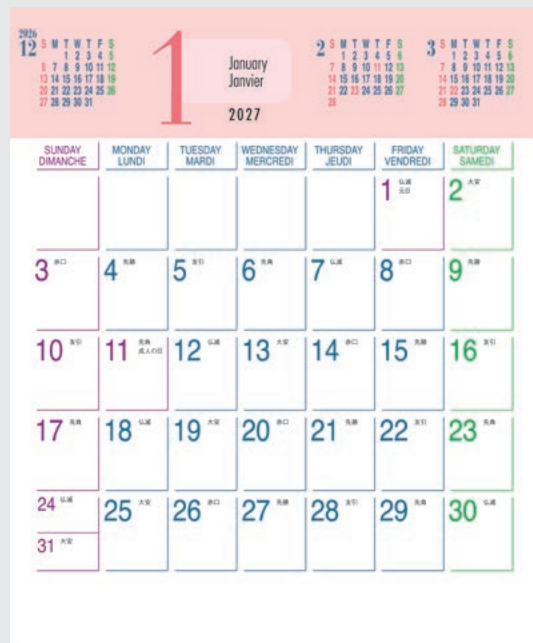 2026
12
S M T W T F S
1 2 3 4 5
6 7 8 9 10 11 12
13 14 15 16 17 18 19
20 21 22 23 24 25 26
27 28 29 30 31
1
January
Janvier
2027
2
S M T W T F S
1 2 3 4 5 6
7 8 9 10 11 12 13
14 15 16 17 18 19 20
21 22 23 24 25 26 27
28
3
S M T W T F S
1 2 3 4 5 6
7 8 9 10 11 12 13
14 15 16 17 18 19 20
21 22 23 24 25 26 27
28 29 30 31
SUNDAY MONDAY TUESDAY WEDNESDAY THURSDAY FRIDAY SATURDAY
DIMANCHE LUNDI MARDI MERCREDI JEUDI VENDREDI SAMEDI
1 仏滅 2 大安
元日
3 赤口 4 先勝 5 友引 6 先負 7 仏滅 8 赤口 9 先勝
10 友引 11 先負 12 仏滅 13 大安 14 赤口 15 先勝 16 友引
成人の日
17 先負 18 仏滅 19 大安 20 赤口 21 先勝 22 友引 23 先負
24 仏滅 25 大安 26 赤口 27 先勝 28 友引 29 先負 30 仏滅
31 大安